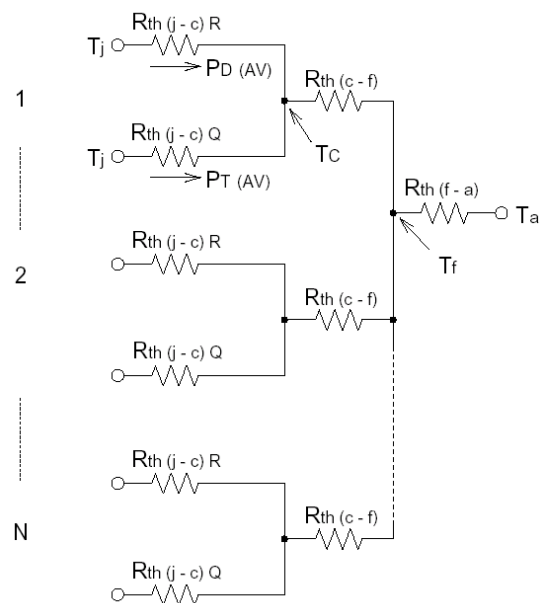 Rth (j - c) R
Tj
PD (AV)
Rth (c - f)
1
Rth (j - c) Q
TC
Tj
PT (AV)
Rth (f - a)
Ta
Rth (j - c) R
Tf
2
Rth (c - f)
Rth (j - c) Q
Rth (j - c) R
Rth (c - f)
N
Rth (j - c) Q